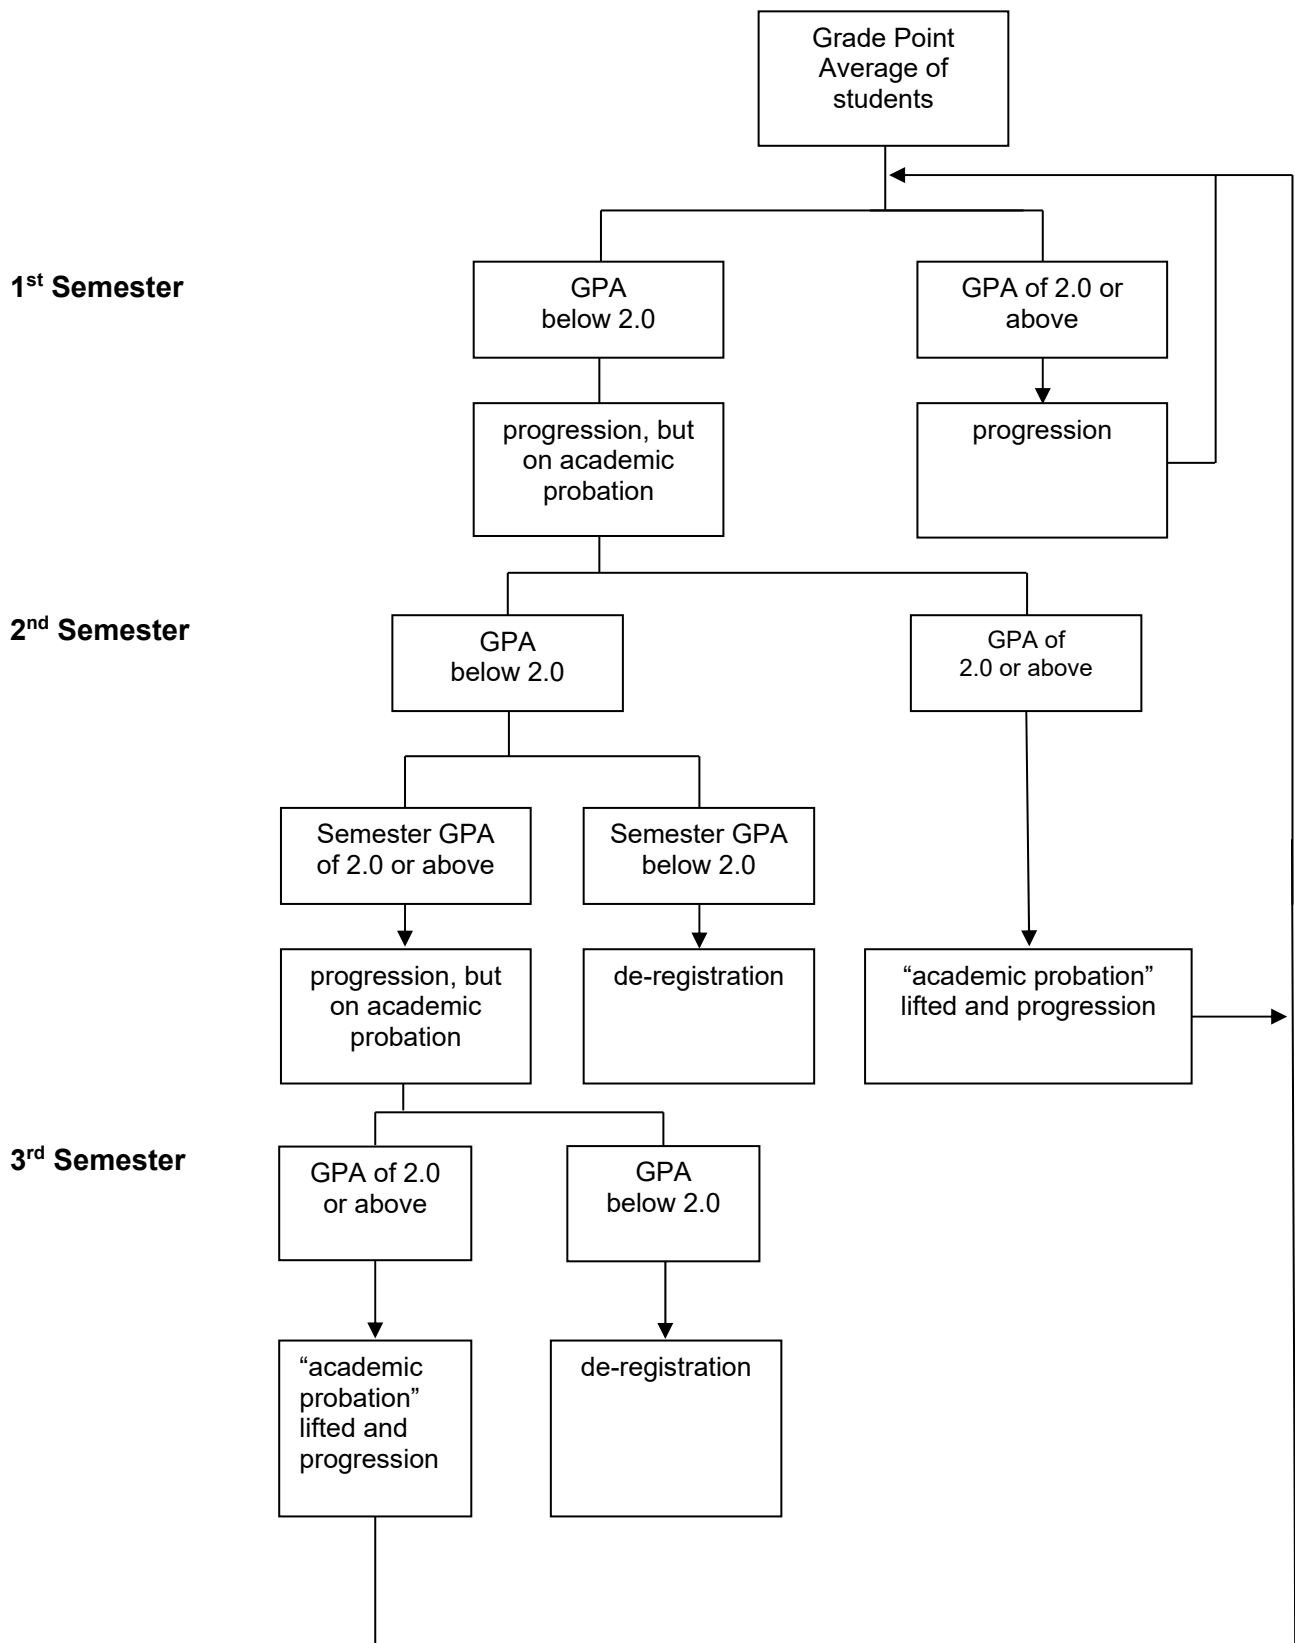 Grade Point
Average of
students
1st Semester
GPA
below 2.0
GPA of 2.0 or
above
progression, but
on academic
probation
progression
2nd Semester
GPA
below 2.0
GPA of
2.0 or above
Semester GPA
of 2.0 or above
Semester GPA
below 2.0
progression, but
on academic
probation
de-registration
“academic probation”
lifted and progression
3rd Semester
GPA of 2.0
or above
GPA
below 2.0
“academic
probation”
lifted and
progression
de-registration